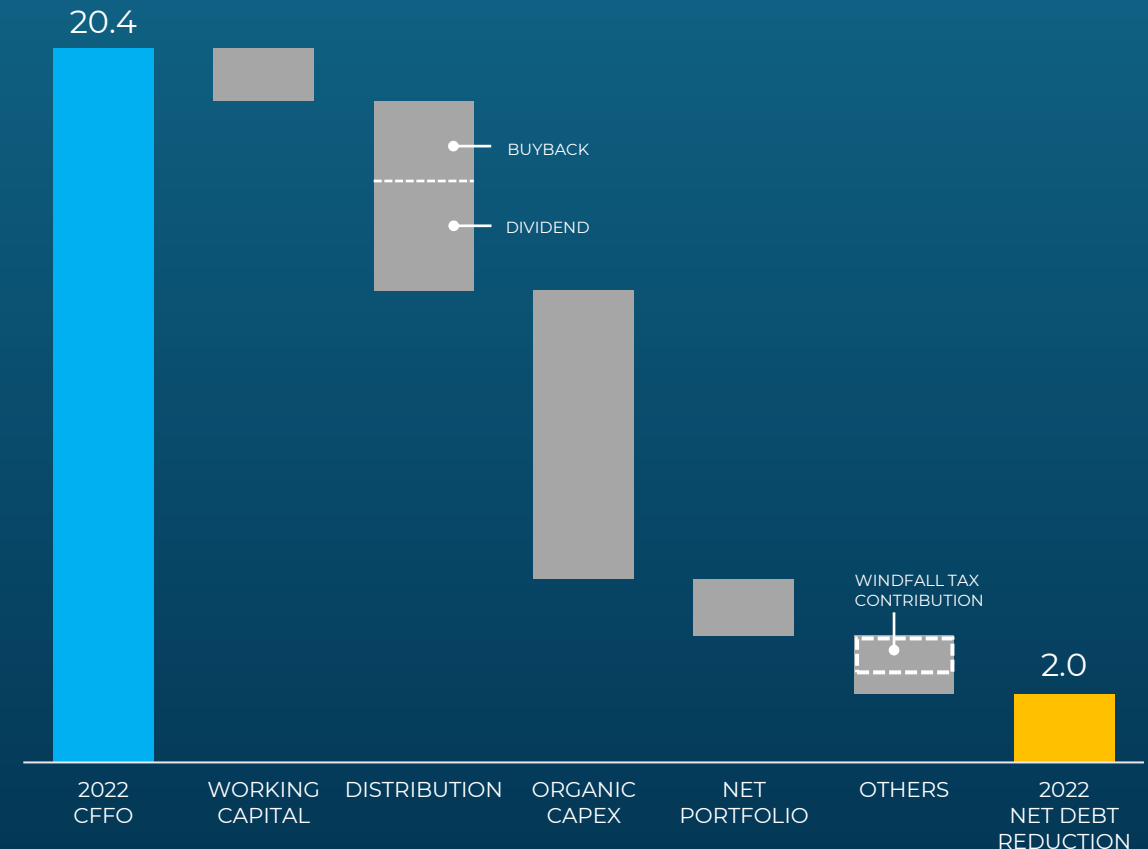 20.4
BUYBACK
DIVIDEND
WINDFALL TAX
CONTRIBUTION
2.0
2022
CFFO
WORKING
CAPITAL
DISTRIBUTION
ORGANIC
CAPEX
NET
PORTFOLIO
OTHERS
2022
NET DEBT
REDUCTION